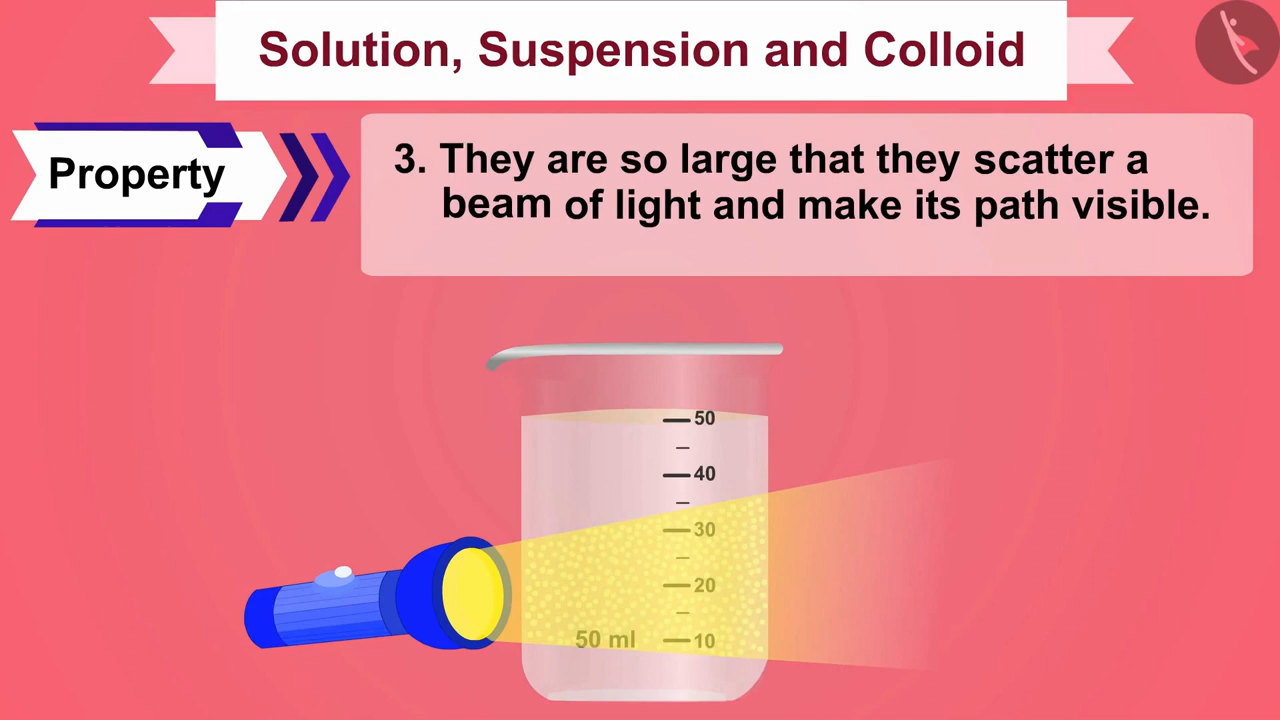 Solution, Suspension and Colloid
Property
3. They are so large that they scatter a
beam of light and make its path visible.
50
40
30
20
50 ml
10